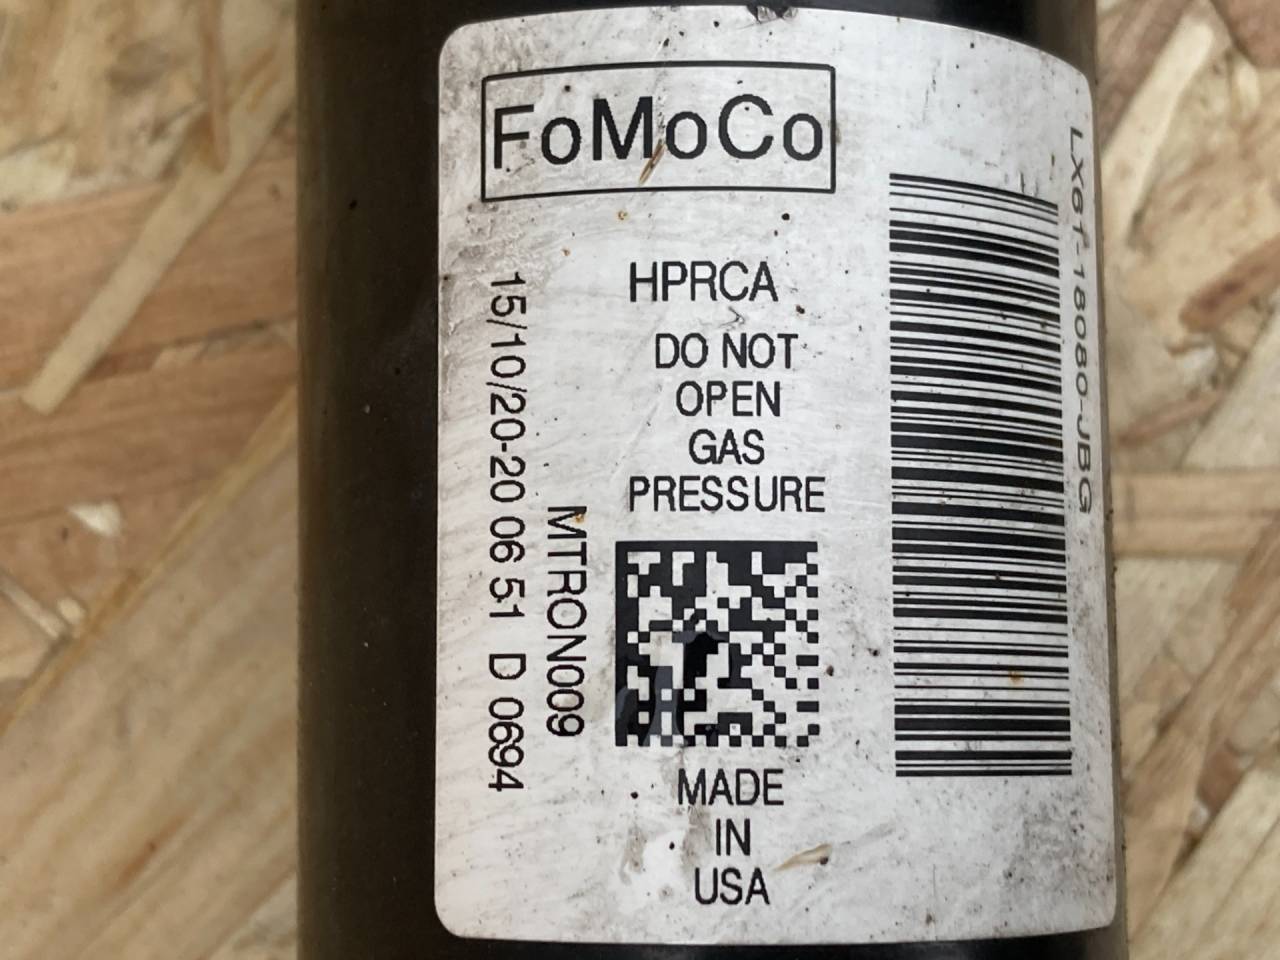 FoMoCo
HPRCA
DO NOT
OPEN
GAS
PRESSURE
MADE
IN
USA
MTRON009
15/10/20-20 06 51 D 0694
LX61-18080-JBG